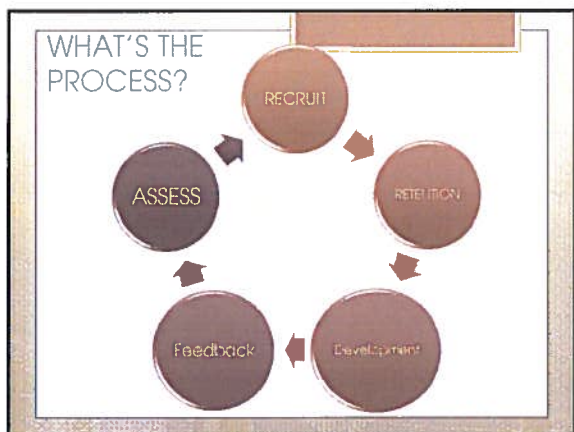 WHAT'S THE
PROCESS?
RECRUIT
RETENTION
Development
Feedback
ASSESS